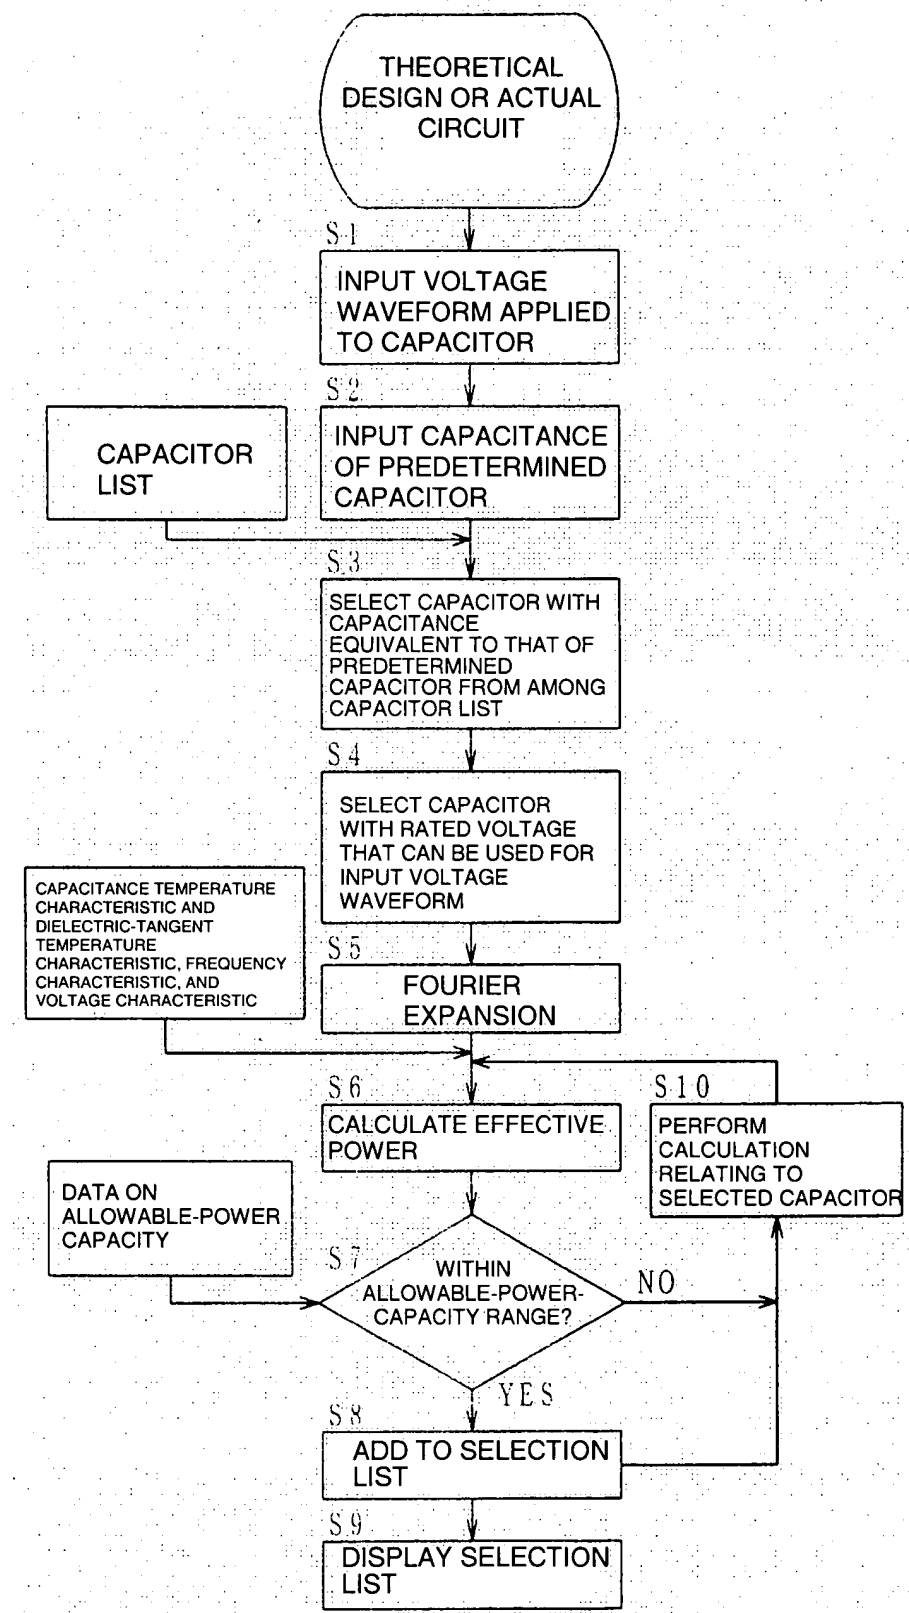 THEORETICAL
DESIGN OR ACTUAL
CIRCUIT
S1
INPUT VOLTAGE
WAVEFORM APPLIED
TO CAPACITOR
S2
INPUT CAPACITANCE
OF PREDETERMINED
CAPACITOR
CAPACITOR
LIST
S3
SELECT CAPACITOR WITH
CAPACITANCE
EQUIVALENT TO THAT OF
PREDETERMINED
CAPACITOR FROM AMONG
CAPACITOR LIST
S4
SELECT CAPACITOR
WITH RATED VOLTAGE
THAT CAN BE USED FOR
INPUT VOLTAGE
WAVEFORM
CAPACITANCE TEMPERATURE
CHARACTERISTIC AND
DIELECTRIC-TANGENT
TEMPERATURE
CHARACTERISTIC, FREQUENCY
CHARACTERISTIC, AND
VOLTAGE CHARACTERISTIC
S5
FOURIER
EXPANSION
S6
CALCULATE EFFECTIVE
POWER
S10
PERFORM
CALCULATION
RELATING TO
SELECTED CAPACITOR
DATA ON
ALLOWABLE-POWER
CAPACITY
S7
WITHIN
ALLOWABLE-POWER-
CAPACITY RANGE?
NO
YES
S8
ADD TO SELECTION
LIST
S9
DISPLAY SELECTION
LIST